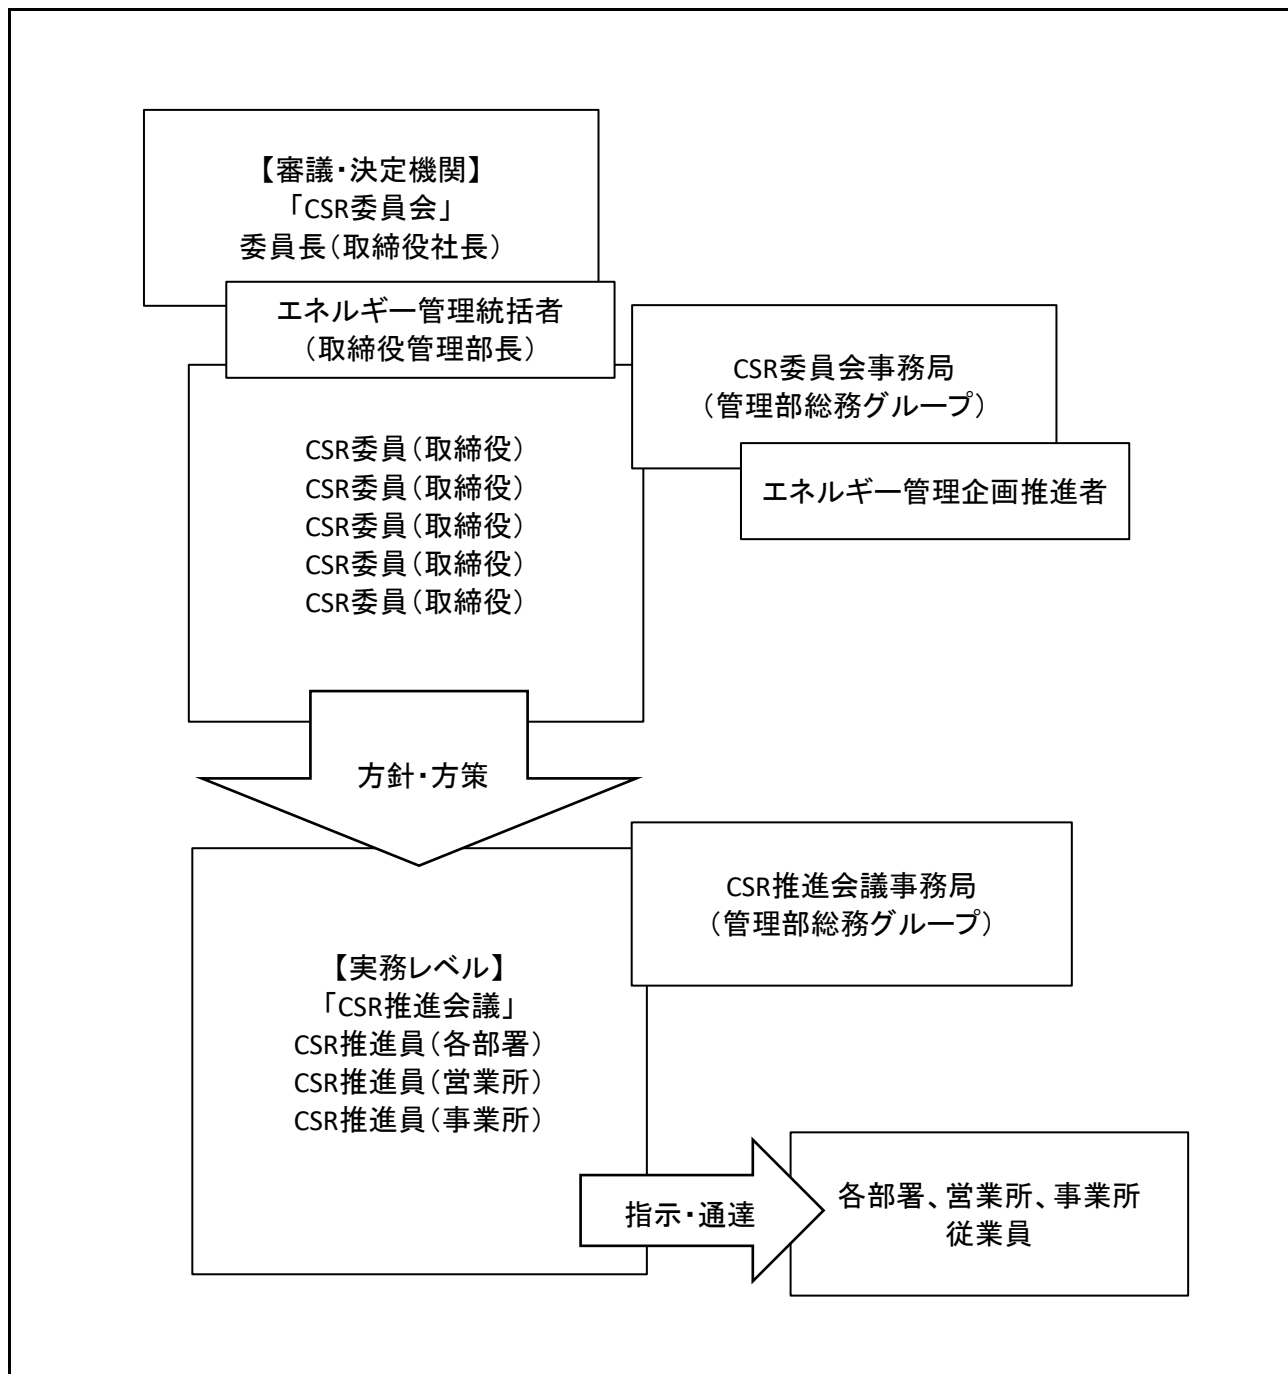 【審議・決定機関】
「CSR委員会」
委員長（取締役社長）
エネルギー管理統括者
（取締役管理部長）
CSR委員会事務局
（管理部総務グループ）
エネルギー管理企画推進者
CSR委員（取締役）
CSR委員（取締役）
CSR委員（取締役）
CSR委員（取締役）
CSR委員（取締役）
方針・方策
CSR推進会議事務局
（管理部総務グループ）
【実務レベル】
「CSR推進会議」
CSR推進員（各部署）
CSR推進員（営業所）
CSR推進員（事業所）
指示・通達
各部署、営業所、事業所
従業員